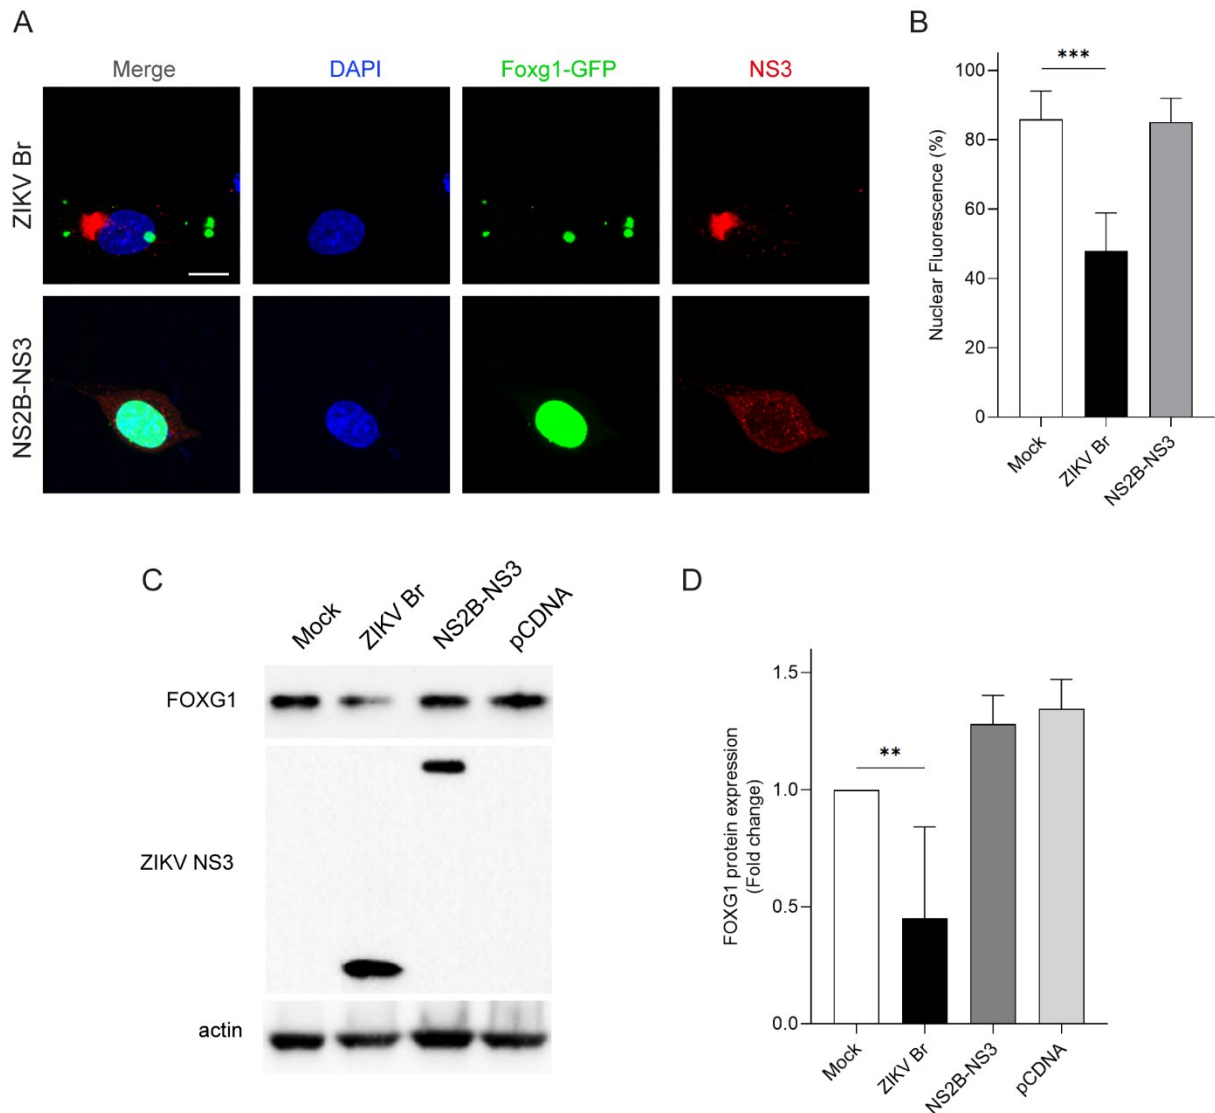 A
Merge
DAPI
Foxg1-GFP
NS3
ZIKV Br
NS2B-NS3
B
***
100
80
60
40
20
0
Nuclear Fluorescence (%)
Mock
ZIKV Br
NS2B-NS3
C
Mock
ZIKV Br
NS2B-NS3
pCDNA
FOXG1
ZIKV NS3
actin
D
**
1.5
1.0
0.5
0.0
FOXG1 protein expression
(Fold change)
Mock
ZIKV Br
NS2B-NS3
pCDNA